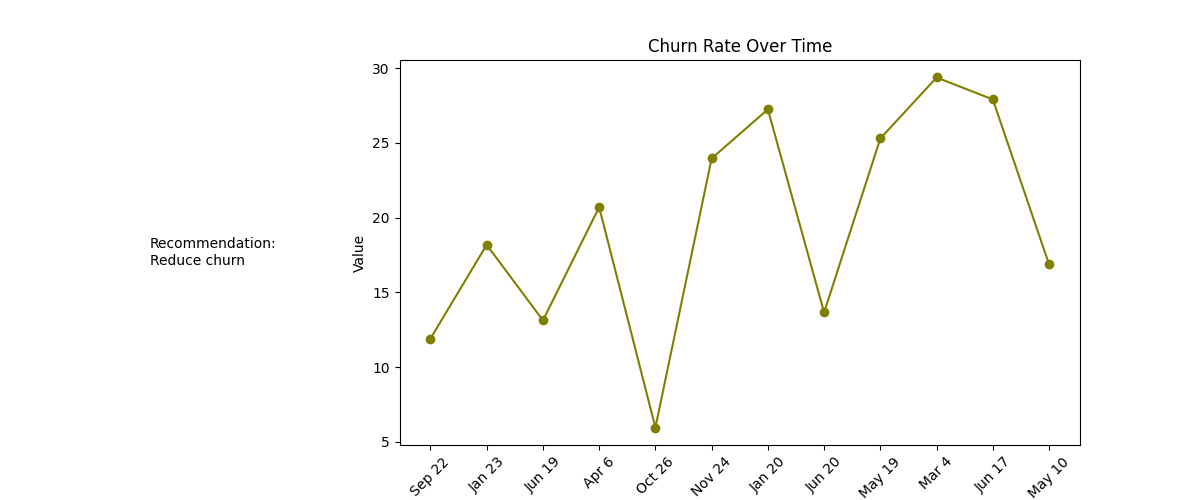 Churn Rate Over Time
Recommendation:
Reduce churn
Value
30
25
20
15
10
5
Sep 22
Jan 23
Jun 19
Apr 6
Oct 26
Nov 24
Jan 20
Jun 20
May 19
Mar 4
Jun 17
May 10